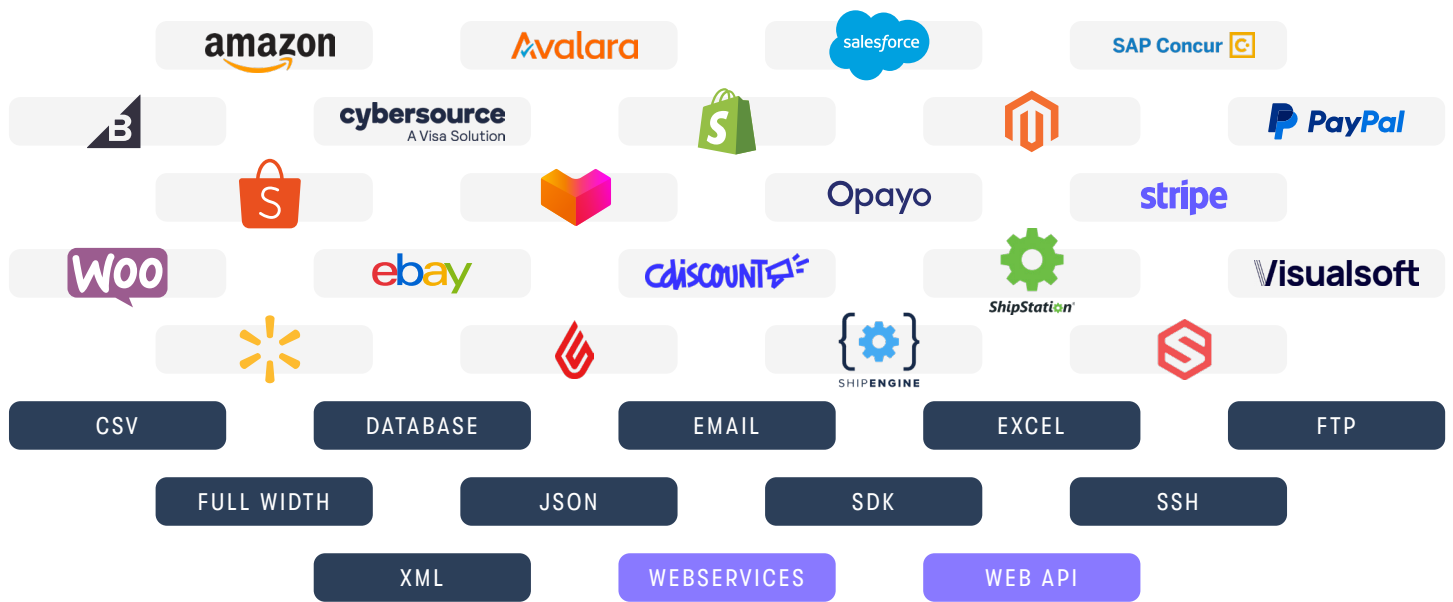 amazon
Avalara
salesforce
SAP Concur C
B
cybersource
A Visa Solution
S
PayPal
S
Opayo
stripe
WOO
ebay
cdiscount
ShipStation®
Visualsoft
SHIPENGINE
S
CSV
DATABASE
EMAIL
EXCEL
FTP
FULL WIDTH
JSON
SDK
SSH
XML
WEBSERVICES
WEB API